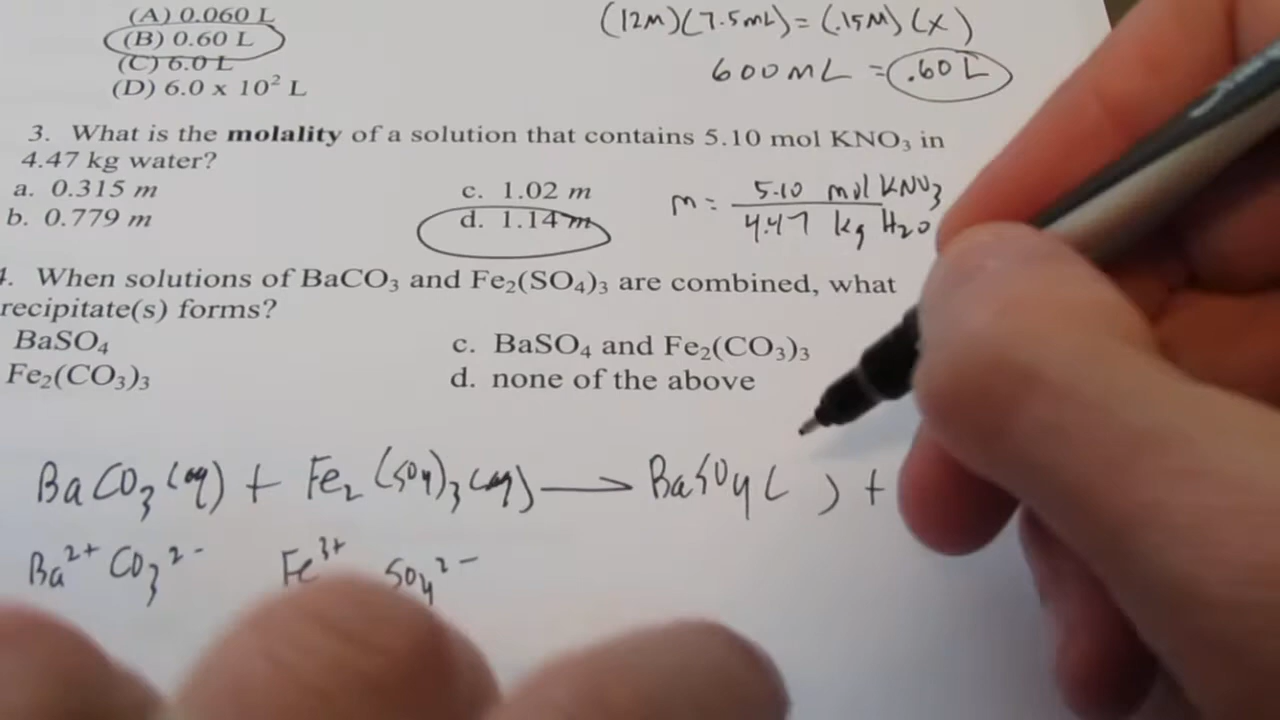 (A) 0.060 L
(B) 0.60 L
(C) 6.0 L
(D) 6.0 x 10² L
(12M)(7.5mL) = (.15M)(x)
600mL = .60 L
3. What is the molality of a solution that contains 5.10 mol KNO₃ in
4.47 kg water?
a. 0.315 m
c. 1.02 m
b. 0.779 m
d. 1.14 m
m = 5.10 mol KNO₃
4.47 kg H₂O
4. When solutions of BaCO₃ and Fe₂(SO₄)₃ are combined, what
recipitate(s) forms?
BaSO₄
c. BaSO₄ and Fe₂(CO₃)₃
Fe₂(CO₃)₃
d. none of the above
BaCO₃(aq) + Fe₂(SO₄)₃(aq) → BaSO₄( ) +
Ba²⁺ CO₃²⁻ Fe³⁺ SO₄²⁻